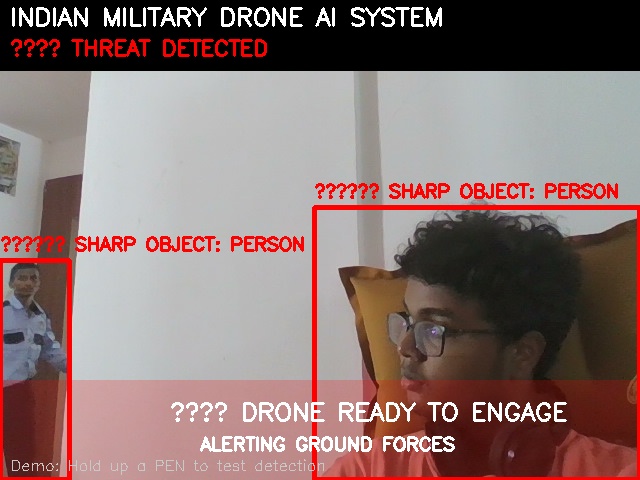 INDIAN MILITARY DRONE AI SYSTEM
???? THREAT DETECTED
?????? SHARP OBJECT: PERSON
?????? SHARP OBJECT: PERSON
???? DRONE READY TO ENGAGE
ALERTING GROUND FORCES
Demo: Hold up a PEN to test detection